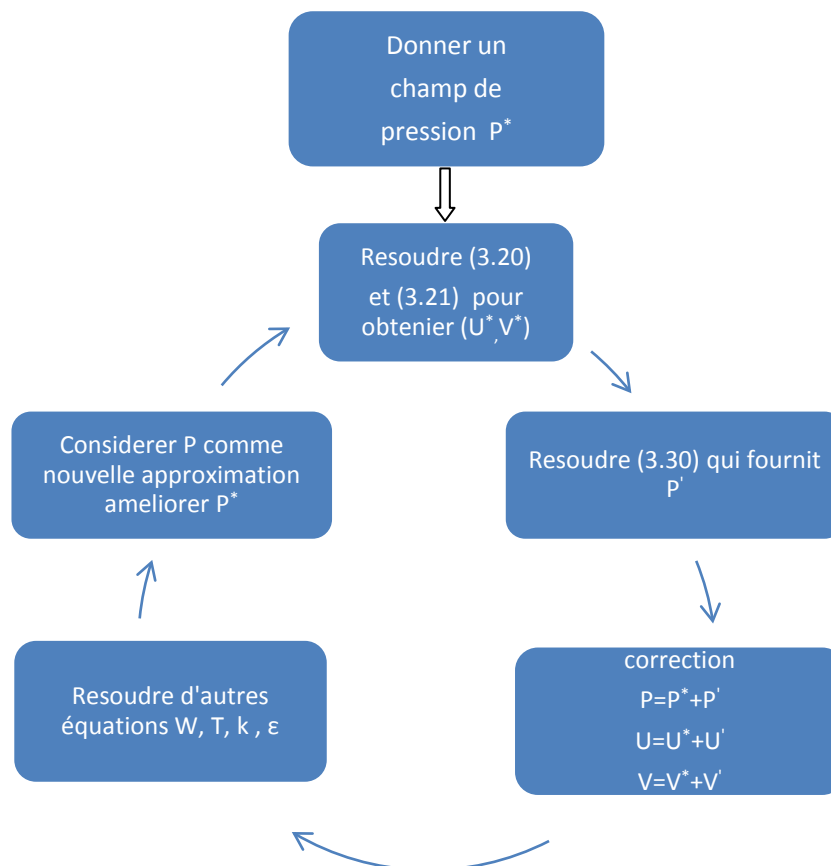 Donner un
champ de
pression P*
Resoudre (3.20)
et (3.21) pour
obtenier (U*,V*)
Resoudre (3.30) qui fournit
P'
correction
P=P*+P'
U=U*+U'
V=V*+V'
Resoudre d'autres
équations W, T, k , ε
Considerer P comme
nouvelle approximation
ameliorer P*